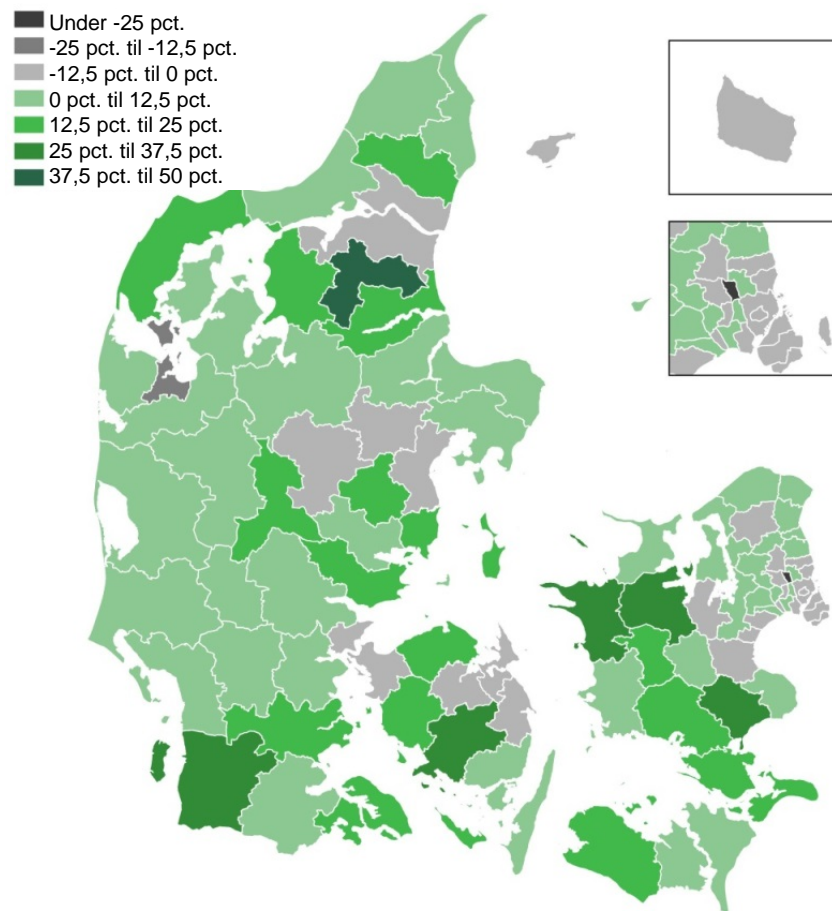 Under -25 pct.
-25 pct. til -12,5 pct.
-12,5 pct. til 0 pct.
0 pct. til 12,5 pct.
12,5 pct. til 25 pct.
25 pct. til 37,5 pct.
37,5 pct. til 50 pct.